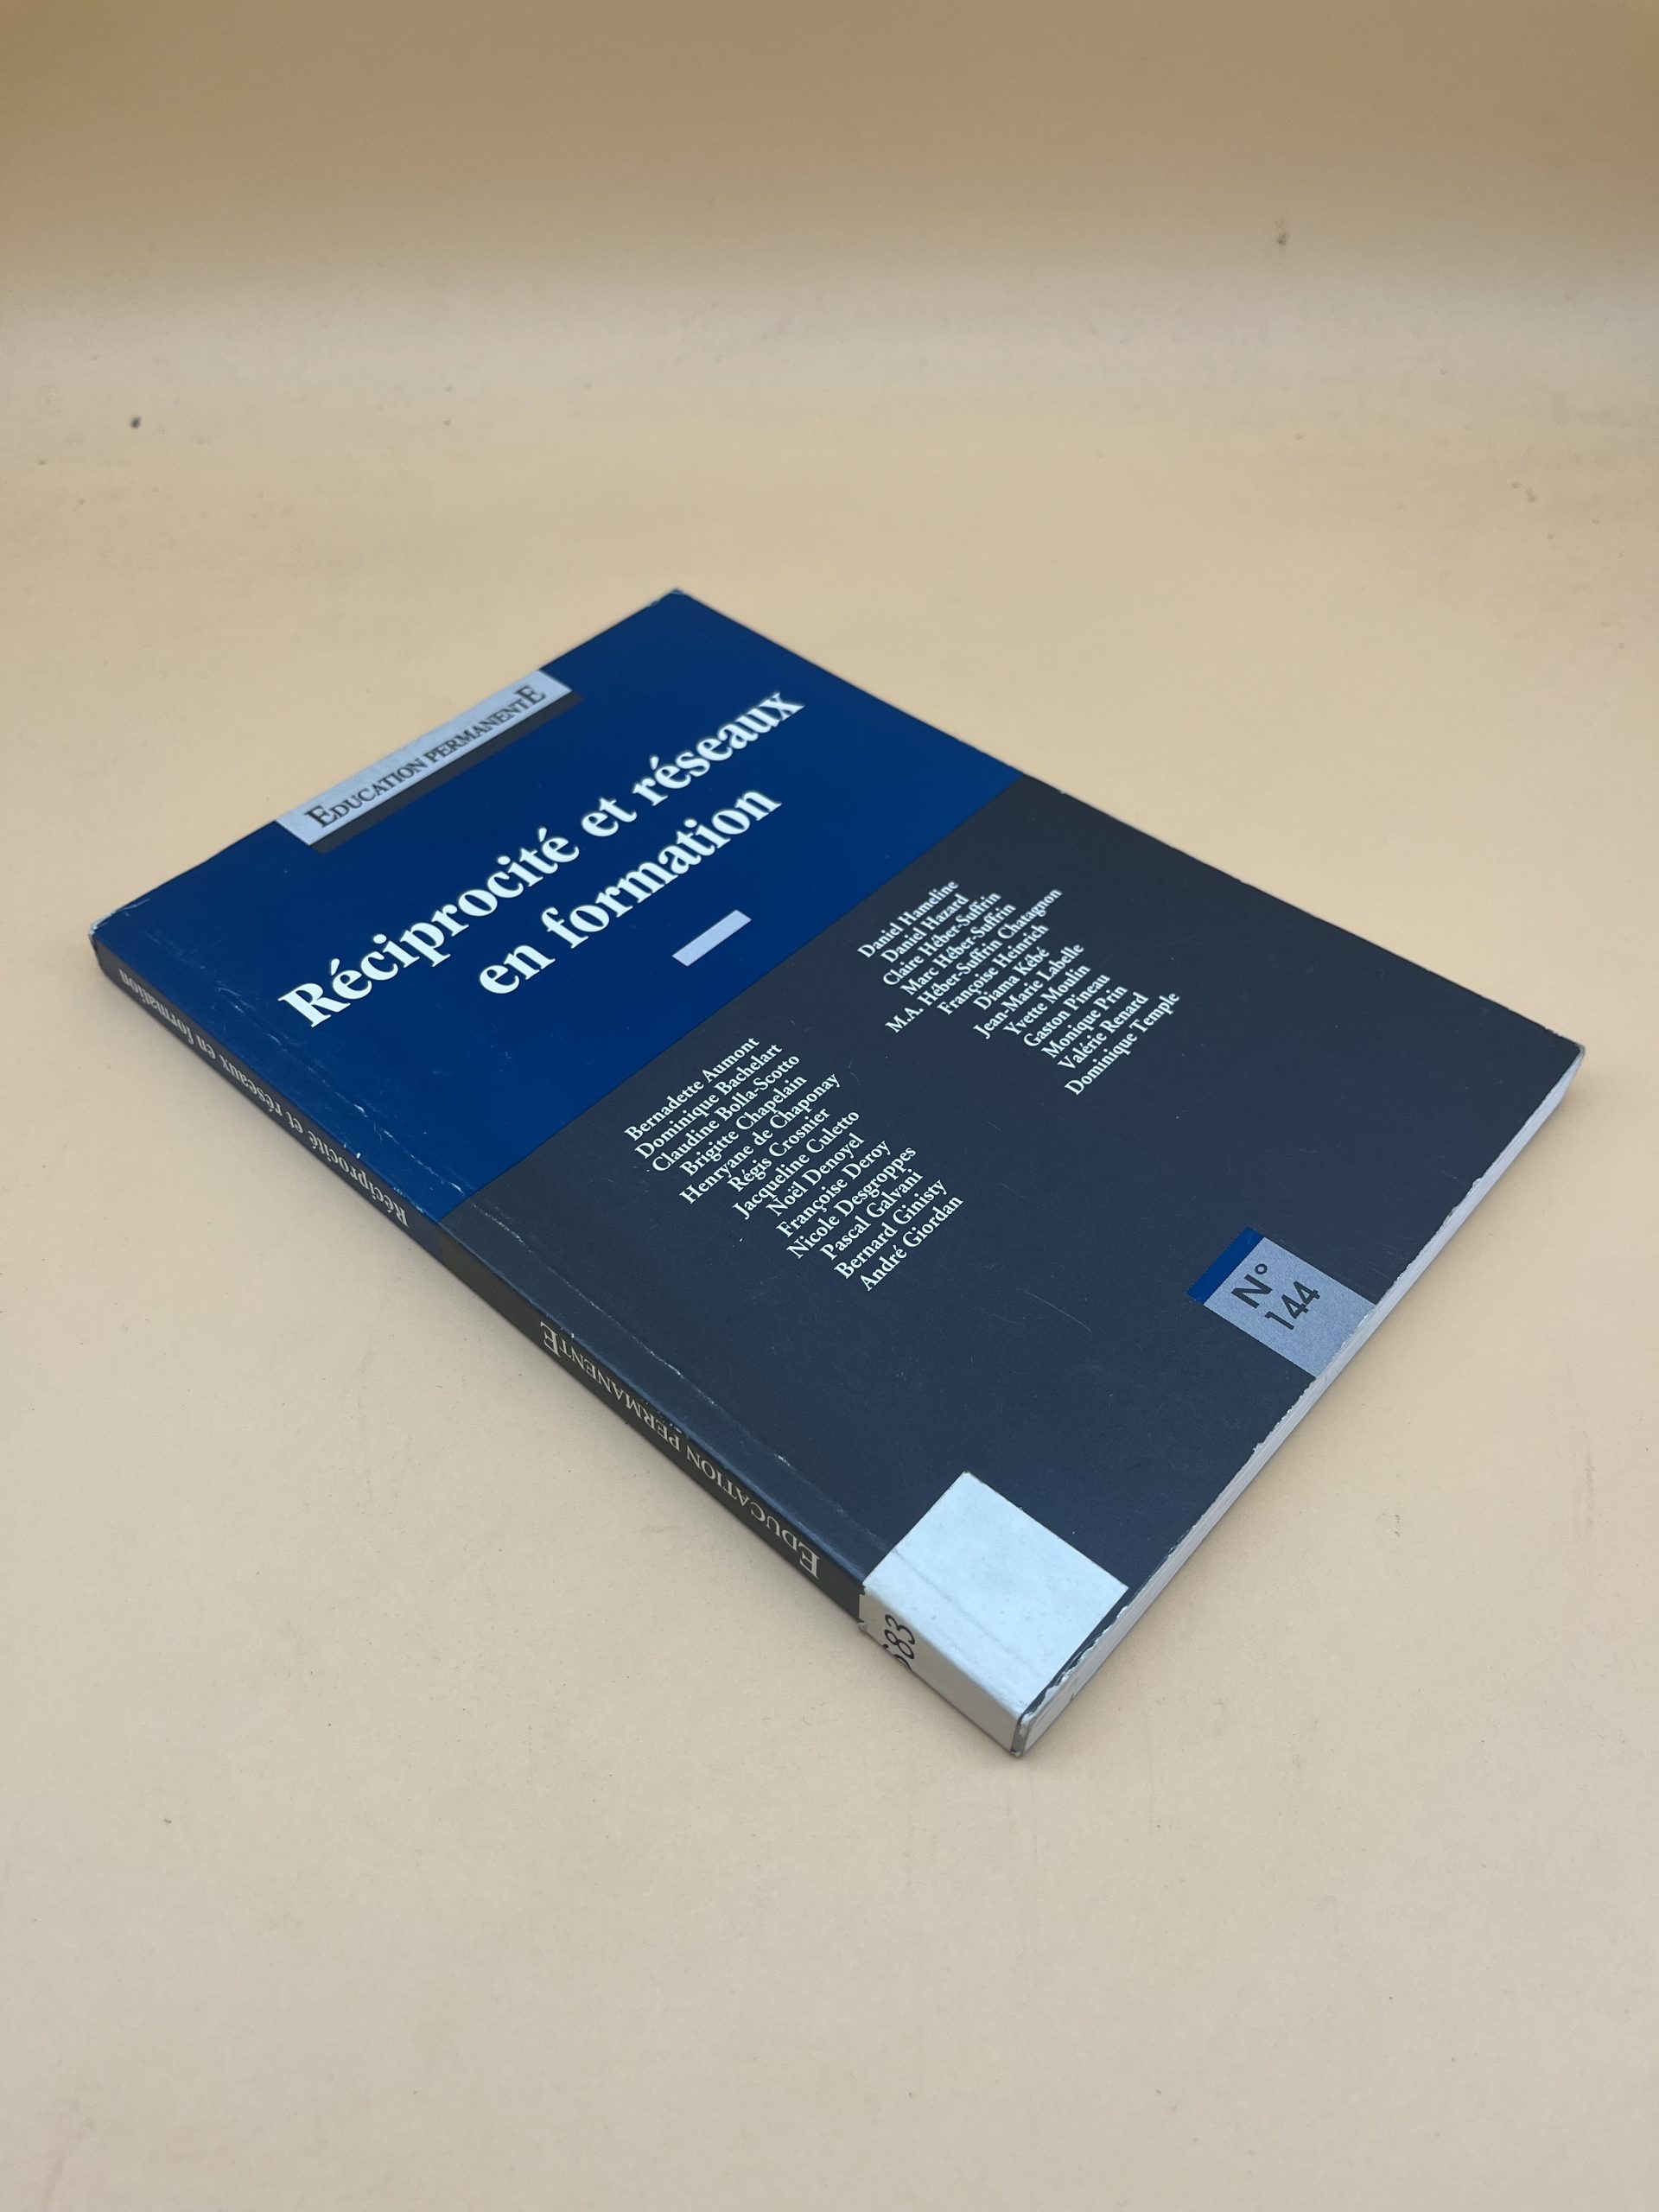 EDUCATION PERMANENTE
Réciprocité et réseaux
en formation
Bernadette Aumont
Dominique Bachelart
Claudine Bolla-Scotto
Brigitte Chapelain
Henryane de Chaponay
Régis Crosnier
Jacqueline Culetto
Noël Denoyel
Françoise Deroy
Nicole Desgroppes
Pascal Galvani
Bernard Ginisty
André Giordan
Daniel Hameline
Daniel Hazard
Claire Héber-Suffrin
Marc Héber-Suffrin
M.A. Héber-Suffrin Chatagnon
Françoise Heinrich
Diama Kébé
Jean-Marie Labelle
Yvette Moulin
Gaston Pineau
Monique Prin
Valérie Renard
Dominique Temple
N°
144
Réciprocité et réseaux en formation
EDUCATION PERMANENTE
583